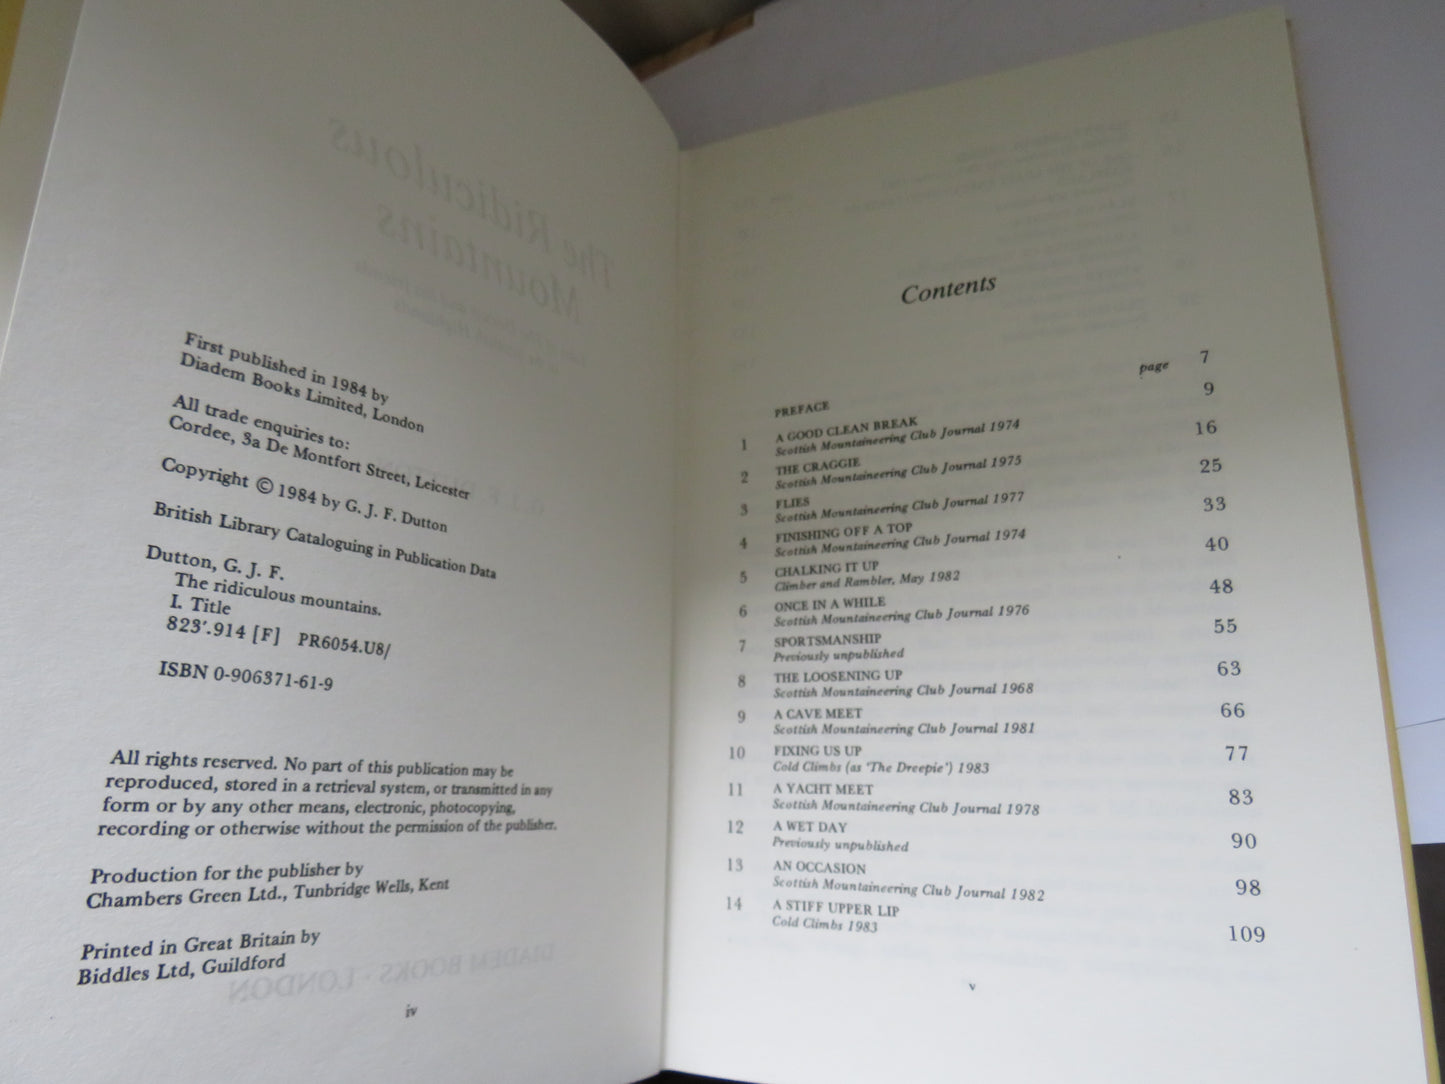 First published in 1984 by
Diadem Books Limited, London
All trade enquiries to:
Cordee, 3a De Montfort Street, Leicester
Copyright © 1984 by G. J. F. Dutton
British Library Cataloguing in Publication Data
Dutton, G. J. F.
The ridiculous mountains.
I. Title
823'.914 [F] PR6054.U8/
ISBN 0-906371-61-9
All rights reserved. No part of this publication may be
reproduced, stored in a retrieval system, or transmitted in any
form or by any other means, electronic, photocopying,
recording or otherwise without the permission of the publisher.
Production for the publisher by
Chambers Green Ltd., Tunbridge Wells, Kent
Printed in Great Britain by
Biddles Ltd, Guildford
iv
Contents
PREFACE page 7
1 A GOOD CLEAN BREAK 9
Scottish Mountaineering Club Journal 1974
2 THE CRAGGIE 16
Scottish Mountaineering Club Journal 1975
3 FLIES 25
Scottish Mountaineering Club Journal 1977
4 FINISHING OFF A TOP 33
Scottish Mountaineering Club Journal 1974
5 CHALKING IT UP 40
Climber and Rambler, May 1982
6 ONCE IN A WHILE 48
Scottish Mountaineering Club Journal 1976
7 SPORTSMANSHIP 55
Previously unpublished
8 THE LOOSENING UP 63
Scottish Mountaineering Club Journal 1968
9 A CAVE MEET 66
Scottish Mountaineering Club Journal 1981
10 FIXING US UP 77
Cold Climbs (as 'The Dreepie') 1983
11 A YACHT MEET 83
Scottish Mountaineering Club Journal 1978
12 A WET DAY 90
Previously unpublished
13 AN OCCASION 98
Scottish Mountaineering Club Journal 1982
14 A STIFF UPPER LIP 109
Cold Climbs 1983
v